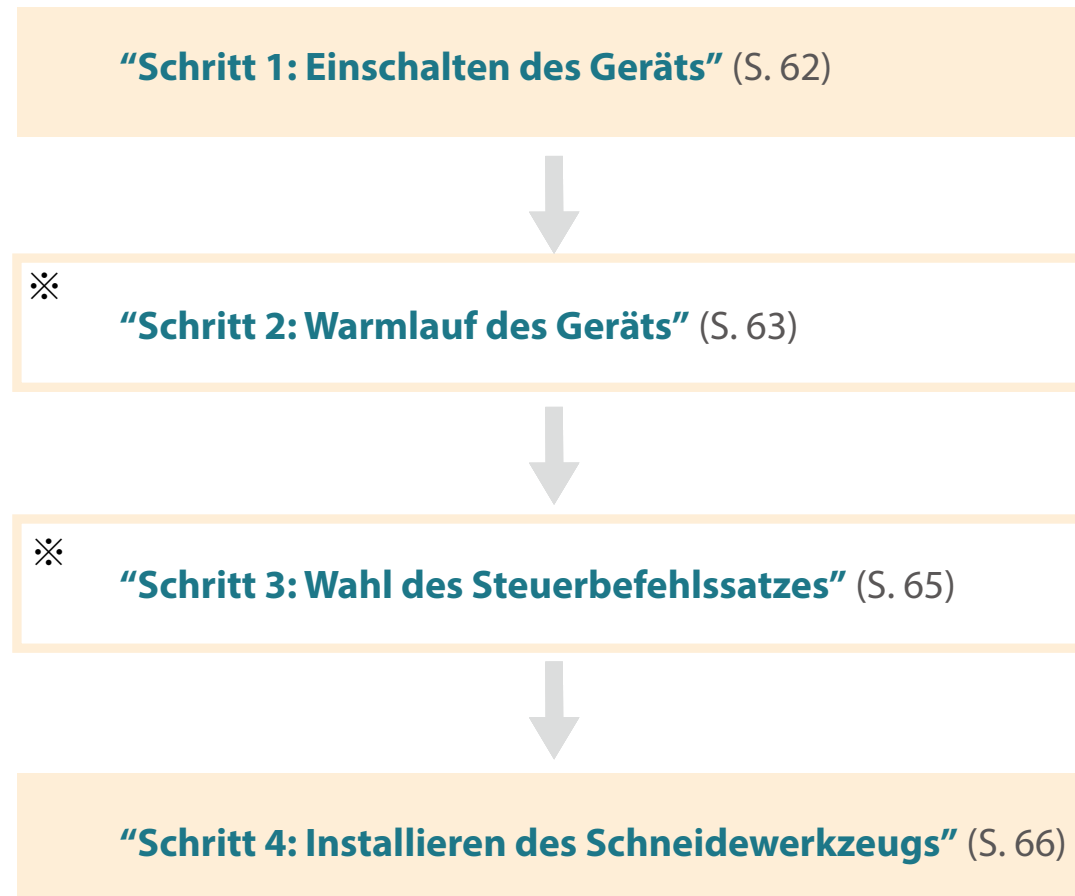 “Schritt 1: Einschalten des Geräts” (S. 62)
※
“Schritt 2: Warmlauf des Geräts” (S. 63)
※
“Schritt 3: Wahl des Steuerbefehlssatzes” (S. 65)
“Schritt 4: Installieren des Schneidewerkzeugs” (S. 66)